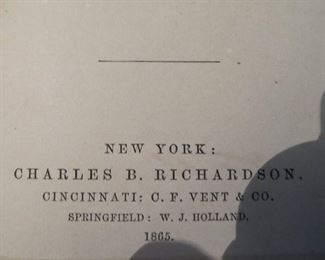 NEW YORK:
CHARLES B. RICHARDSON.
CINCINNATI: C. F. VENT & CO.
SPRINGFIELD: W. J. HOLLAND.
1865.